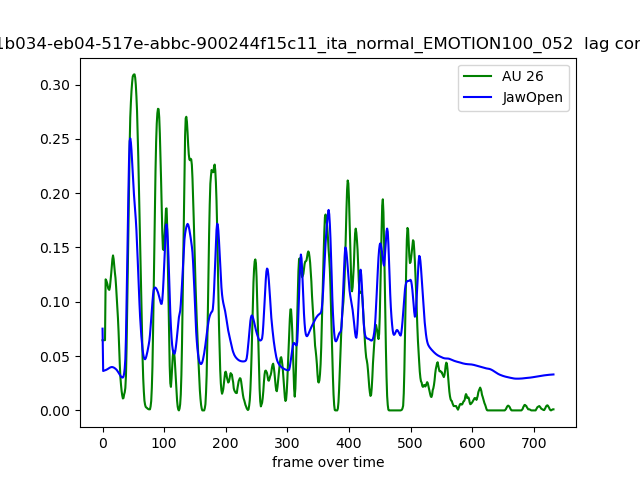 1b034-eb04-517e-abbc-900244f15c11_ita_normal_EMOTION100_052 lag cor
AU 26
JawOpen
0.30
0.25
0.20
0.15
0.10
0.05
0.00
0 100 200 300 400 500 600 700
frame over time